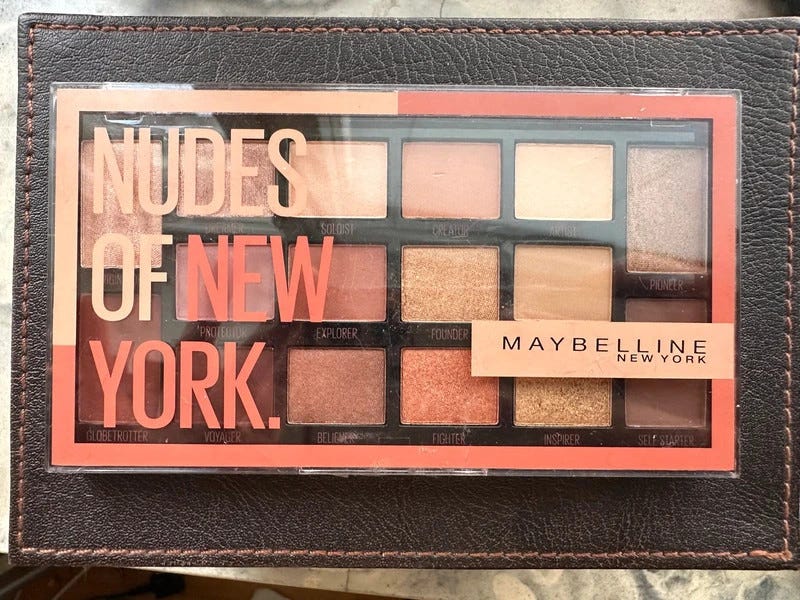 NUDES
OF NEW
YORK.
SOLOIST
CREATOR
PIONEER
PROTECTOR
EXPLORER
FOUNDER
MAYBELLINE
NEW YORK
GLOBETROTTER
VOYAGER
BELIEVER
FIGHTER
INSPIRER
SELF STARTER